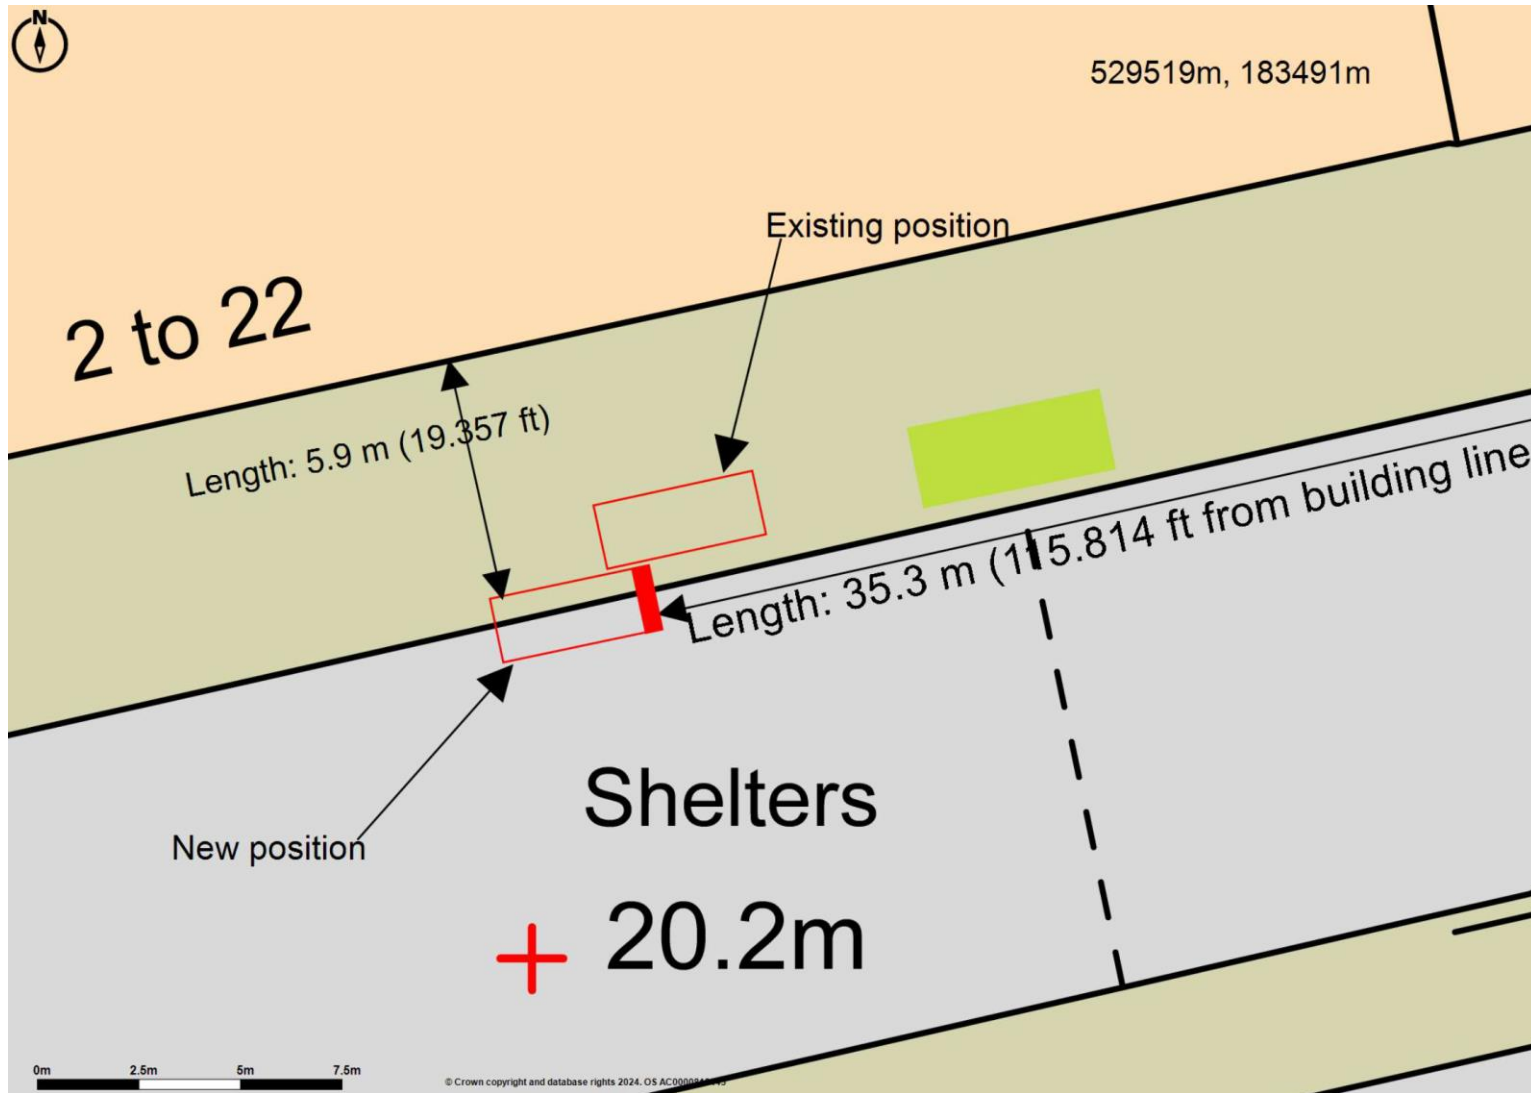 N
529519m, 183491m
Existing position
2 to 22
Length: 5.9 m (19.357 ft)
Length: 35.3 m (115.814 ft from building line
New position
Shelters
20.2m
0m 2.5m 5m 7.5m
© Crown copyright and database rights 2024. OS